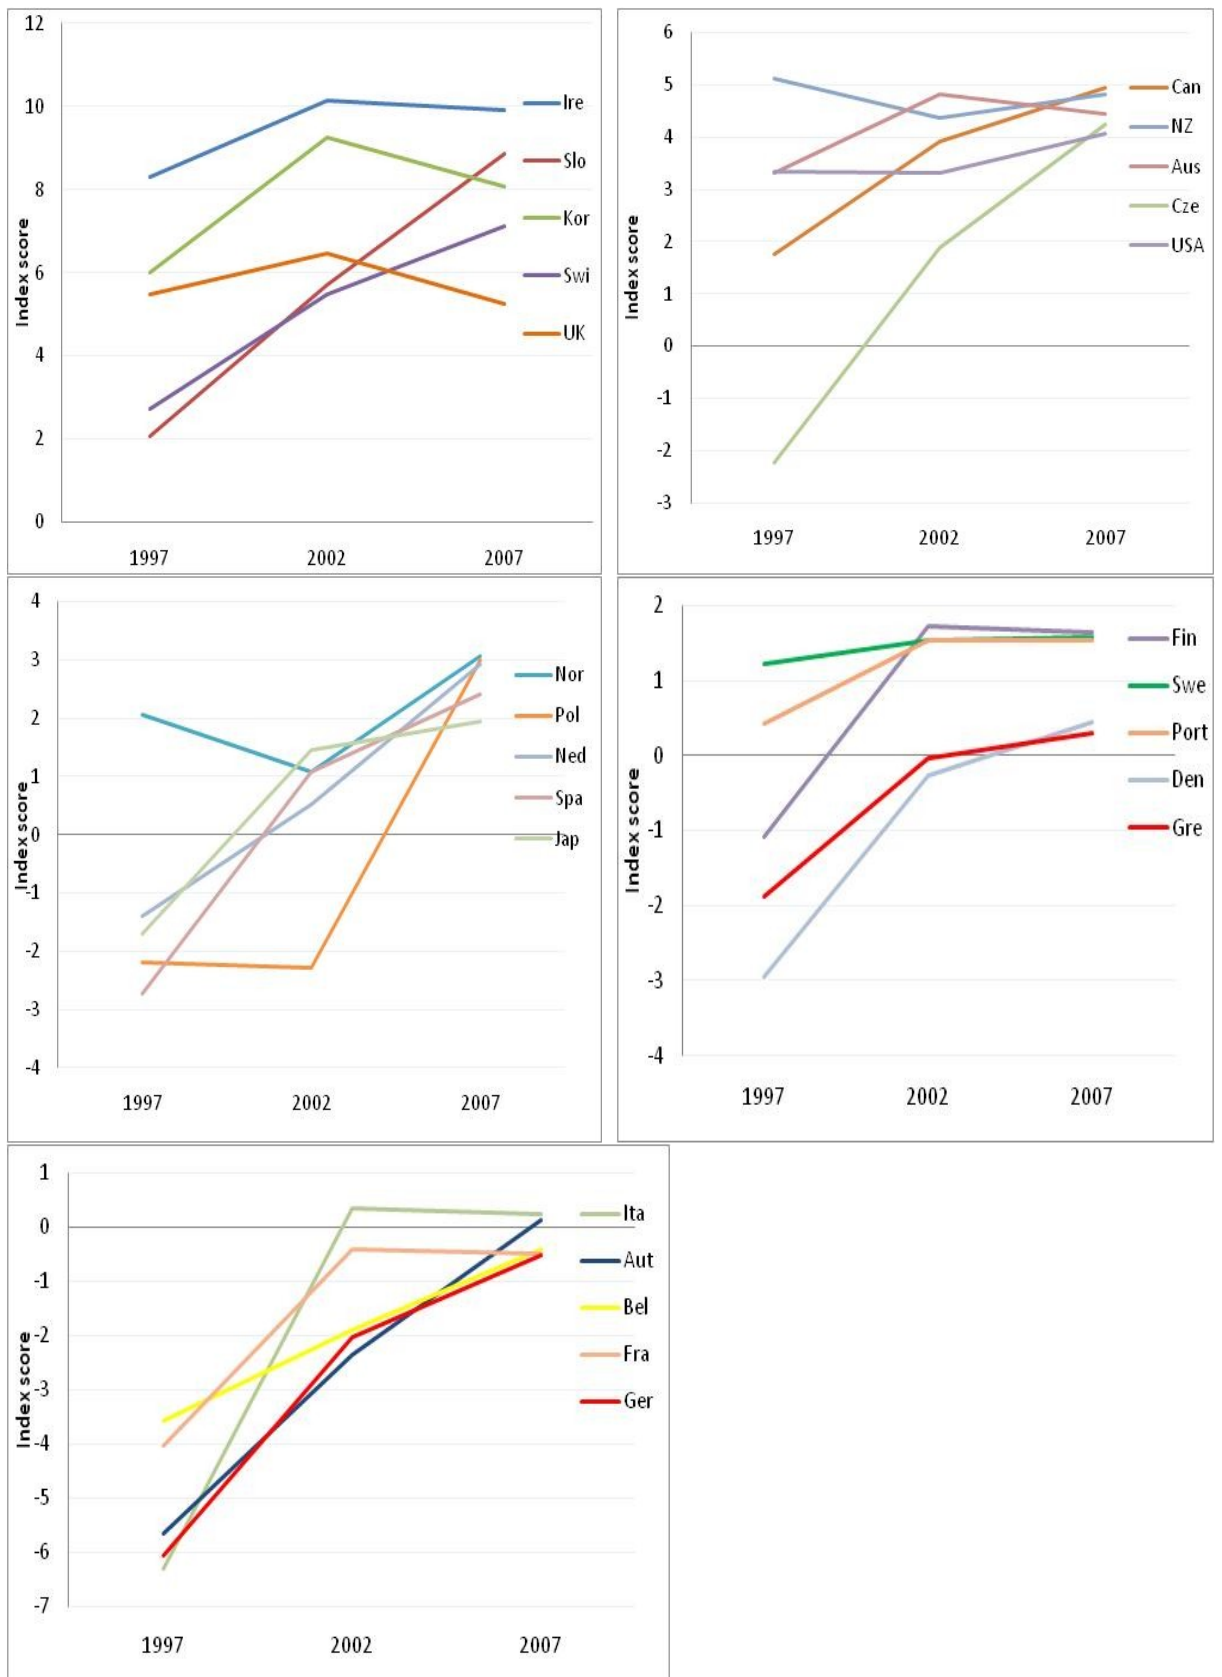 12
10
8
6
4
2
0
Index score
1997
2002
2007
Ire
Slo
Kor
Swi
UK
6
5
4
3
2
1
0
-1
-2
-3
Index score
1997
2002
2007
Can
NZ
Aus
Cze
USA
4
3
2
1
0
-1
-2
-3
-4
Index score
1997
2002
2007
Nor
Pol
Ned
Spa
Jap
2
1
0
-1
-2
-3
-4
Index score
1997
2002
2007
Fin
Swe
Port
Den
Gre
1
0
-1
-2
-3
-4
-5
-6
-7
Index score
1997
2002
2007
Ita
Aut
Bel
Fra
Ger